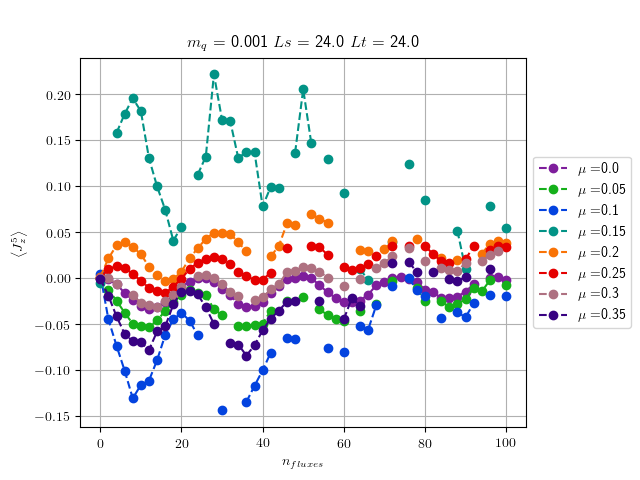 m_q = 0.001 Ls = 24.0 Lt = 24.0
⟨J_z^5⟩
0.20
0.15
0.10
0.05
0.00
−0.05
−0.10
−0.15
0 20 40 60 80 100
n_fluxes
μ =0.0
μ =0.05
μ =0.1
μ =0.15
μ =0.2
μ =0.25
μ =0.3
μ =0.35